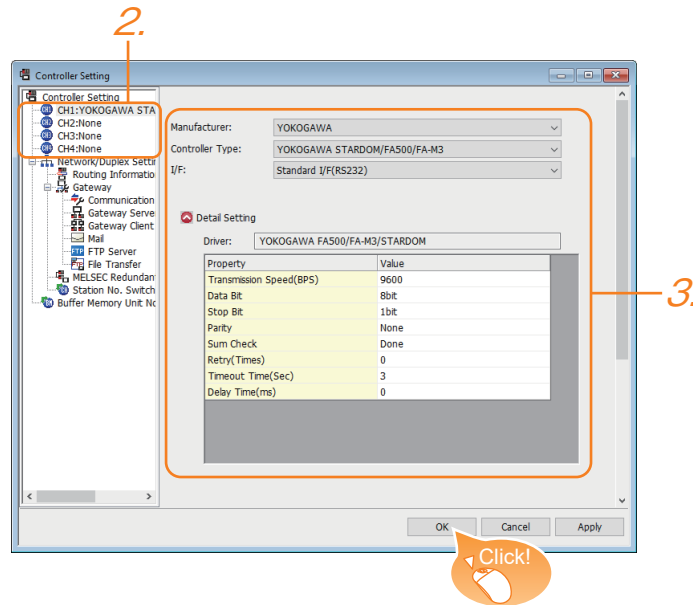 2.
Controller Setting
Controller Setting
CH1:YOKOGAWA STA
CH2:None
CH3:None
CH4:None
Network/Duplex Settir
Routing Informatio
Gateway
Communication
Gateway Serve
Gateway Client
Mail
FTP FTP Server
File Transfer
MELSEC Redundan
Station No. Switch
Buffer Memory Unit Nc
Manufacturer: YOKOGAWA
Controller Type: YOKOGAWA STARDOM/FA500/FA-M3
I/F: Standard I/F(RS232)
Detail Setting
Driver: YOKOGAWA FA500/FA-M3/STARDOM
Property Value
Transmission Speed(BPS) 9600
Data Bit 8bit
Stop Bit 1bit
Parity None
Sum Check Done
Retry(Times) 0
Timeout Time(Sec) 3
Delay Time(ms) 0
3.
OK Cancel Apply
Click!